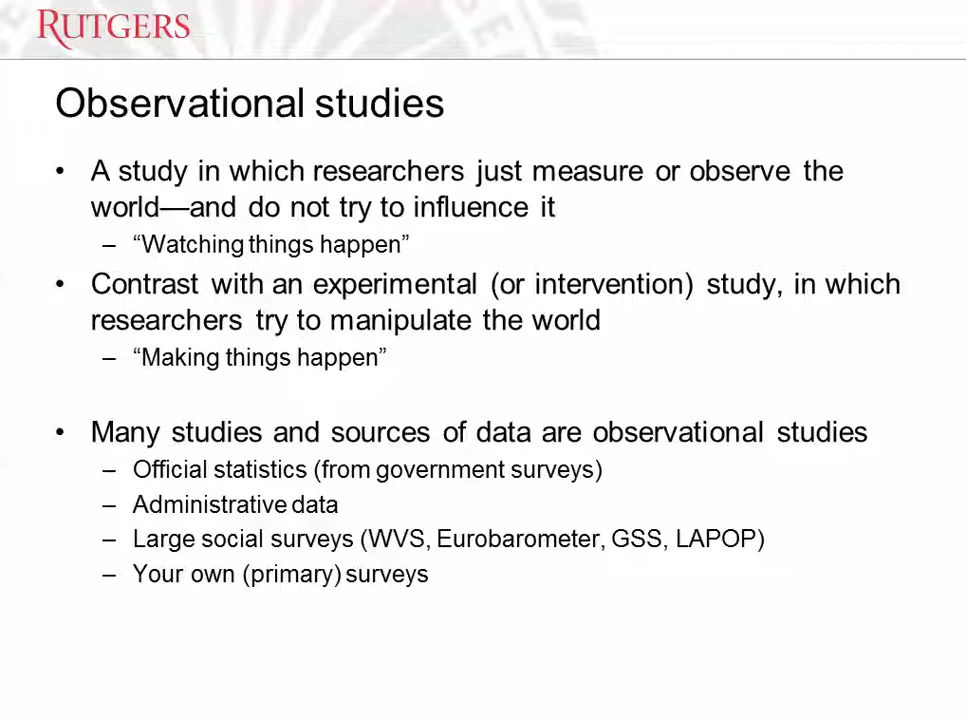 RUTGERS
Observational studies
• A study in which researchers just measure or observe the
world—and do not try to influence it
– “Watching things happen”
• Contrast with an experimental (or intervention) study, in which
researchers try to manipulate the world
– “Making things happen”
• Many studies and sources of data are observational studies
– Official statistics (from government surveys)
– Administrative data
– Large social surveys (WVS, Eurobarometer, GSS, LAPOP)
– Your own (primary) surveys